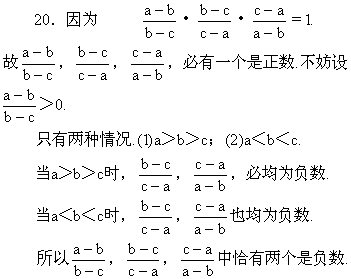 20．因为 $\frac{a-b}{b-c}$・$\frac{b-c}{c-a}$・$\frac{c-a}{a-b}$＝1.
故$\frac{a-b}{b-c}$，$\frac{b-c}{c-a}$，$\frac{c-a}{a-b}$，必有一个是正数.不妨设
$\frac{a-b}{b-c}$＞0.
只有两种情况.(1)a＞b＞c；(2)a＜b＜c.
当a＞b＞c时，$\frac{b-c}{c-a}$，$\frac{c-a}{a-b}$，必均为负数.
当a＜b＜c时，$\frac{b-c}{c-a}$，$\frac{c-a}{a-b}$也均为负数.
所以$\frac{a-b}{b-c}$，$\frac{b-c}{c-a}$，$\frac{c-a}{a-b}$中恰有两个是负数.